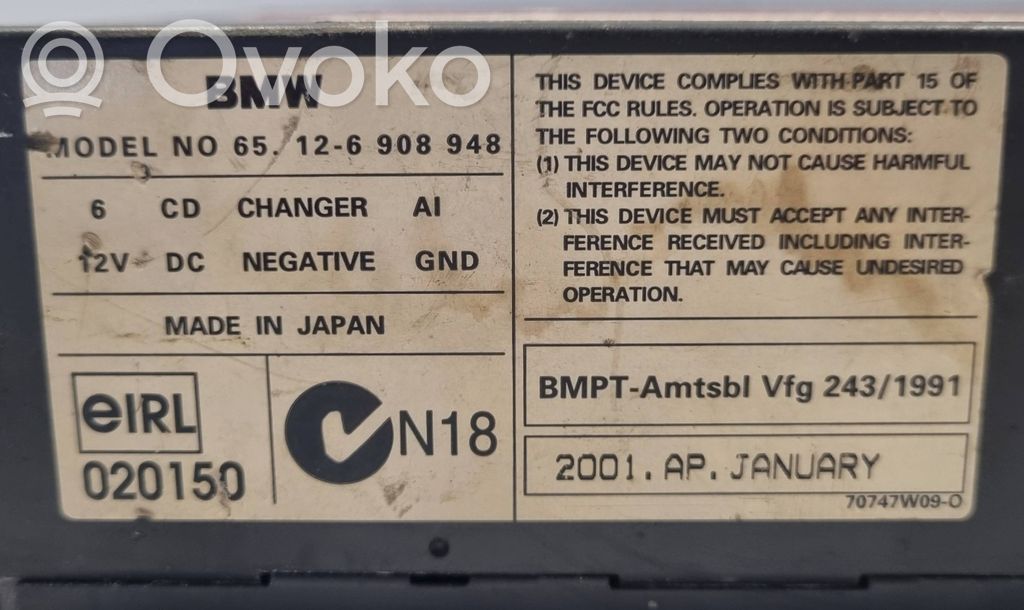 Ovoko
BMW
MODEL NO 65. 12-6 908 948
6 CD CHANGER AI
12V DC NEGATIVE GND
MADE IN JAPAN
eIRL
020150
N18
THIS DEVICE COMPLIES WITH PART 15 OF
THE FCC RULES. OPERATION IS SUBJECT TO
THE FOLLOWING TWO CONDITIONS:
(1) THIS DEVICE MAY NOT CAUSE HARMFUL
INTERFERENCE.
(2) THIS DEVICE MUST ACCEPT ANY INTER-
FERENCE RECEIVED INCLUDING INTER-
FERENCE THAT MAY CAUSE UNDESIRED
OPERATION.
BMPT-Amtsbl Vfg 243/1991
2001. AP. JANUARY
70747W09-O